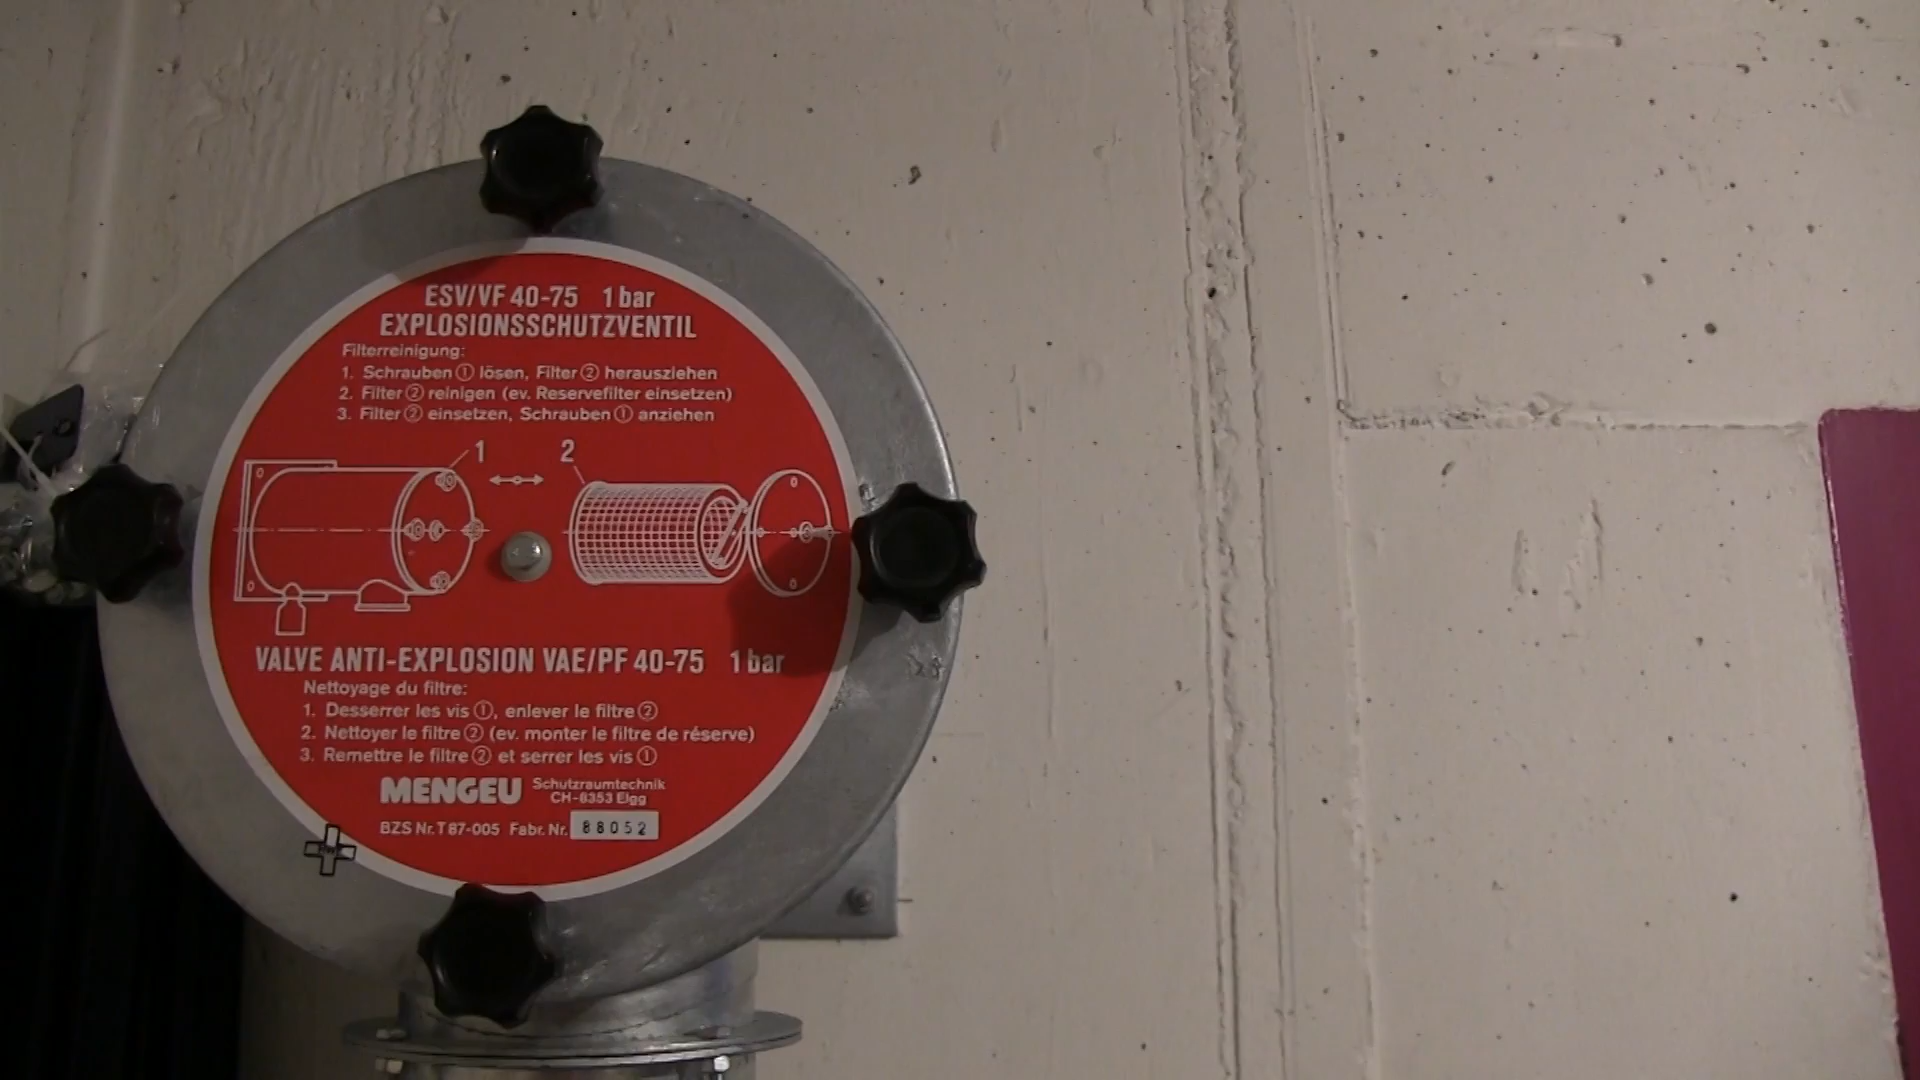 ESV/VF 40-75 1 bar
EXPLOSIONSSCHUTZVENTIL
Filterreinigung:
1. Schrauben ① lösen, Filter ② herausziehen
2. Filter ② reinigen (ev. Reservefilter einsetzen)
3. Filter ② einsetzen, Schrauben ① anziehen
1 2
VALVE ANTI-EXPLOSION VAE/PF 40-75 1 bar
Nettoyage du filtre:
1. Desserrer les vis ①, enlever le filtre ②
2. Nettoyer le filtre ② (ev. monter le filtre de réserve)
3. Remettre le filtre ② et serrer les vis ①
MENGEU Schutzraumtechnik
CH-8353 Elgg
BZS Nr. T 87-005 Fabr. Nr. 88052